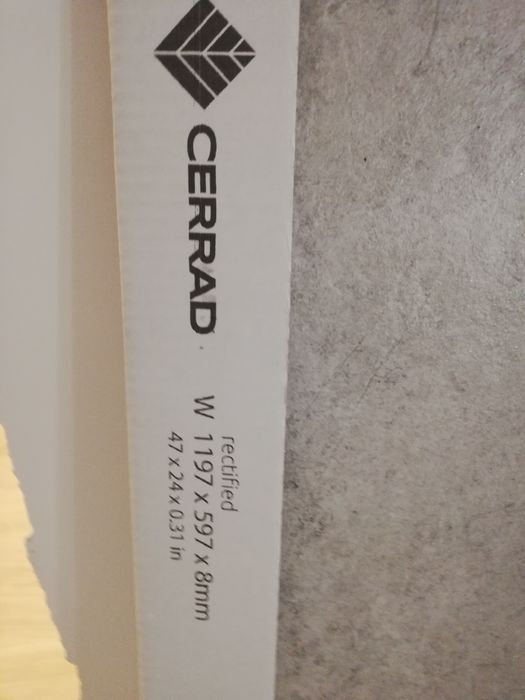 CERRAD
rectified
W 1197 x 597 x 8mm
47 x 24 x 0.31 in